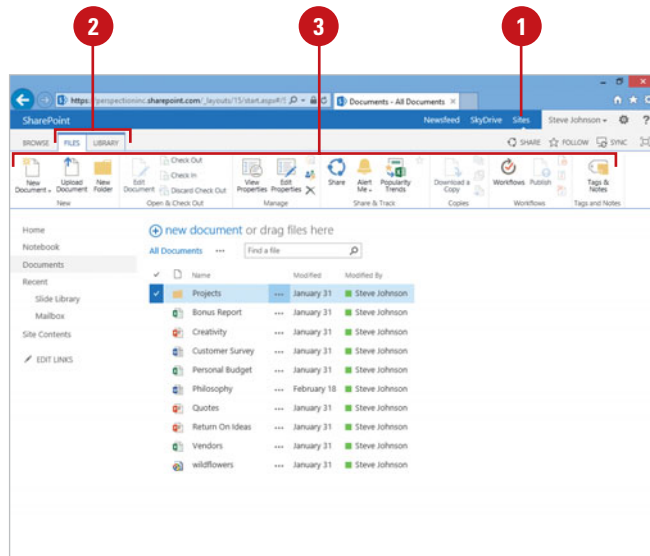 2 3 1
https://perspectioninc.sharepoint.com/_layouts/15/start.aspx#/ Documents - All Documents
SharePoint Newsfeed SkyDrive Sites Steve Johnson ?
BROWSE FILES LIBRARY SHARE FOLLOW SYNC
New Document Upload Document New Folder Edit Document Check Out Check In Discard Check Out View Properties Edit Properties Share Alert Me Popularity Trends Download a Copy Workflows Publish Tags & Notes
New Open & Check Out Manage Share & Track Copies Workflows Tags and Notes
Home
Notebook
Documents
Recent
Slide Library
Mailbox
Site Contents
EDIT LINKS
new document or drag files here
All Documents ... Find a file
Name Modified Modified By
Projects ... January 31 Steve Johnson
Bonus Report ... January 31 Steve Johnson
Creativity ... January 31 Steve Johnson
Customer Survey ... January 31 Steve Johnson
Personal Budget ... January 31 Steve Johnson
Philosophy ... February 18 Steve Johnson
Quotes ... January 31 Steve Johnson
Return On Ideas ... January 31 Steve Johnson
Vendors ... January 31 Steve Johnson
wildflowers ... January 31 Steve Johnson